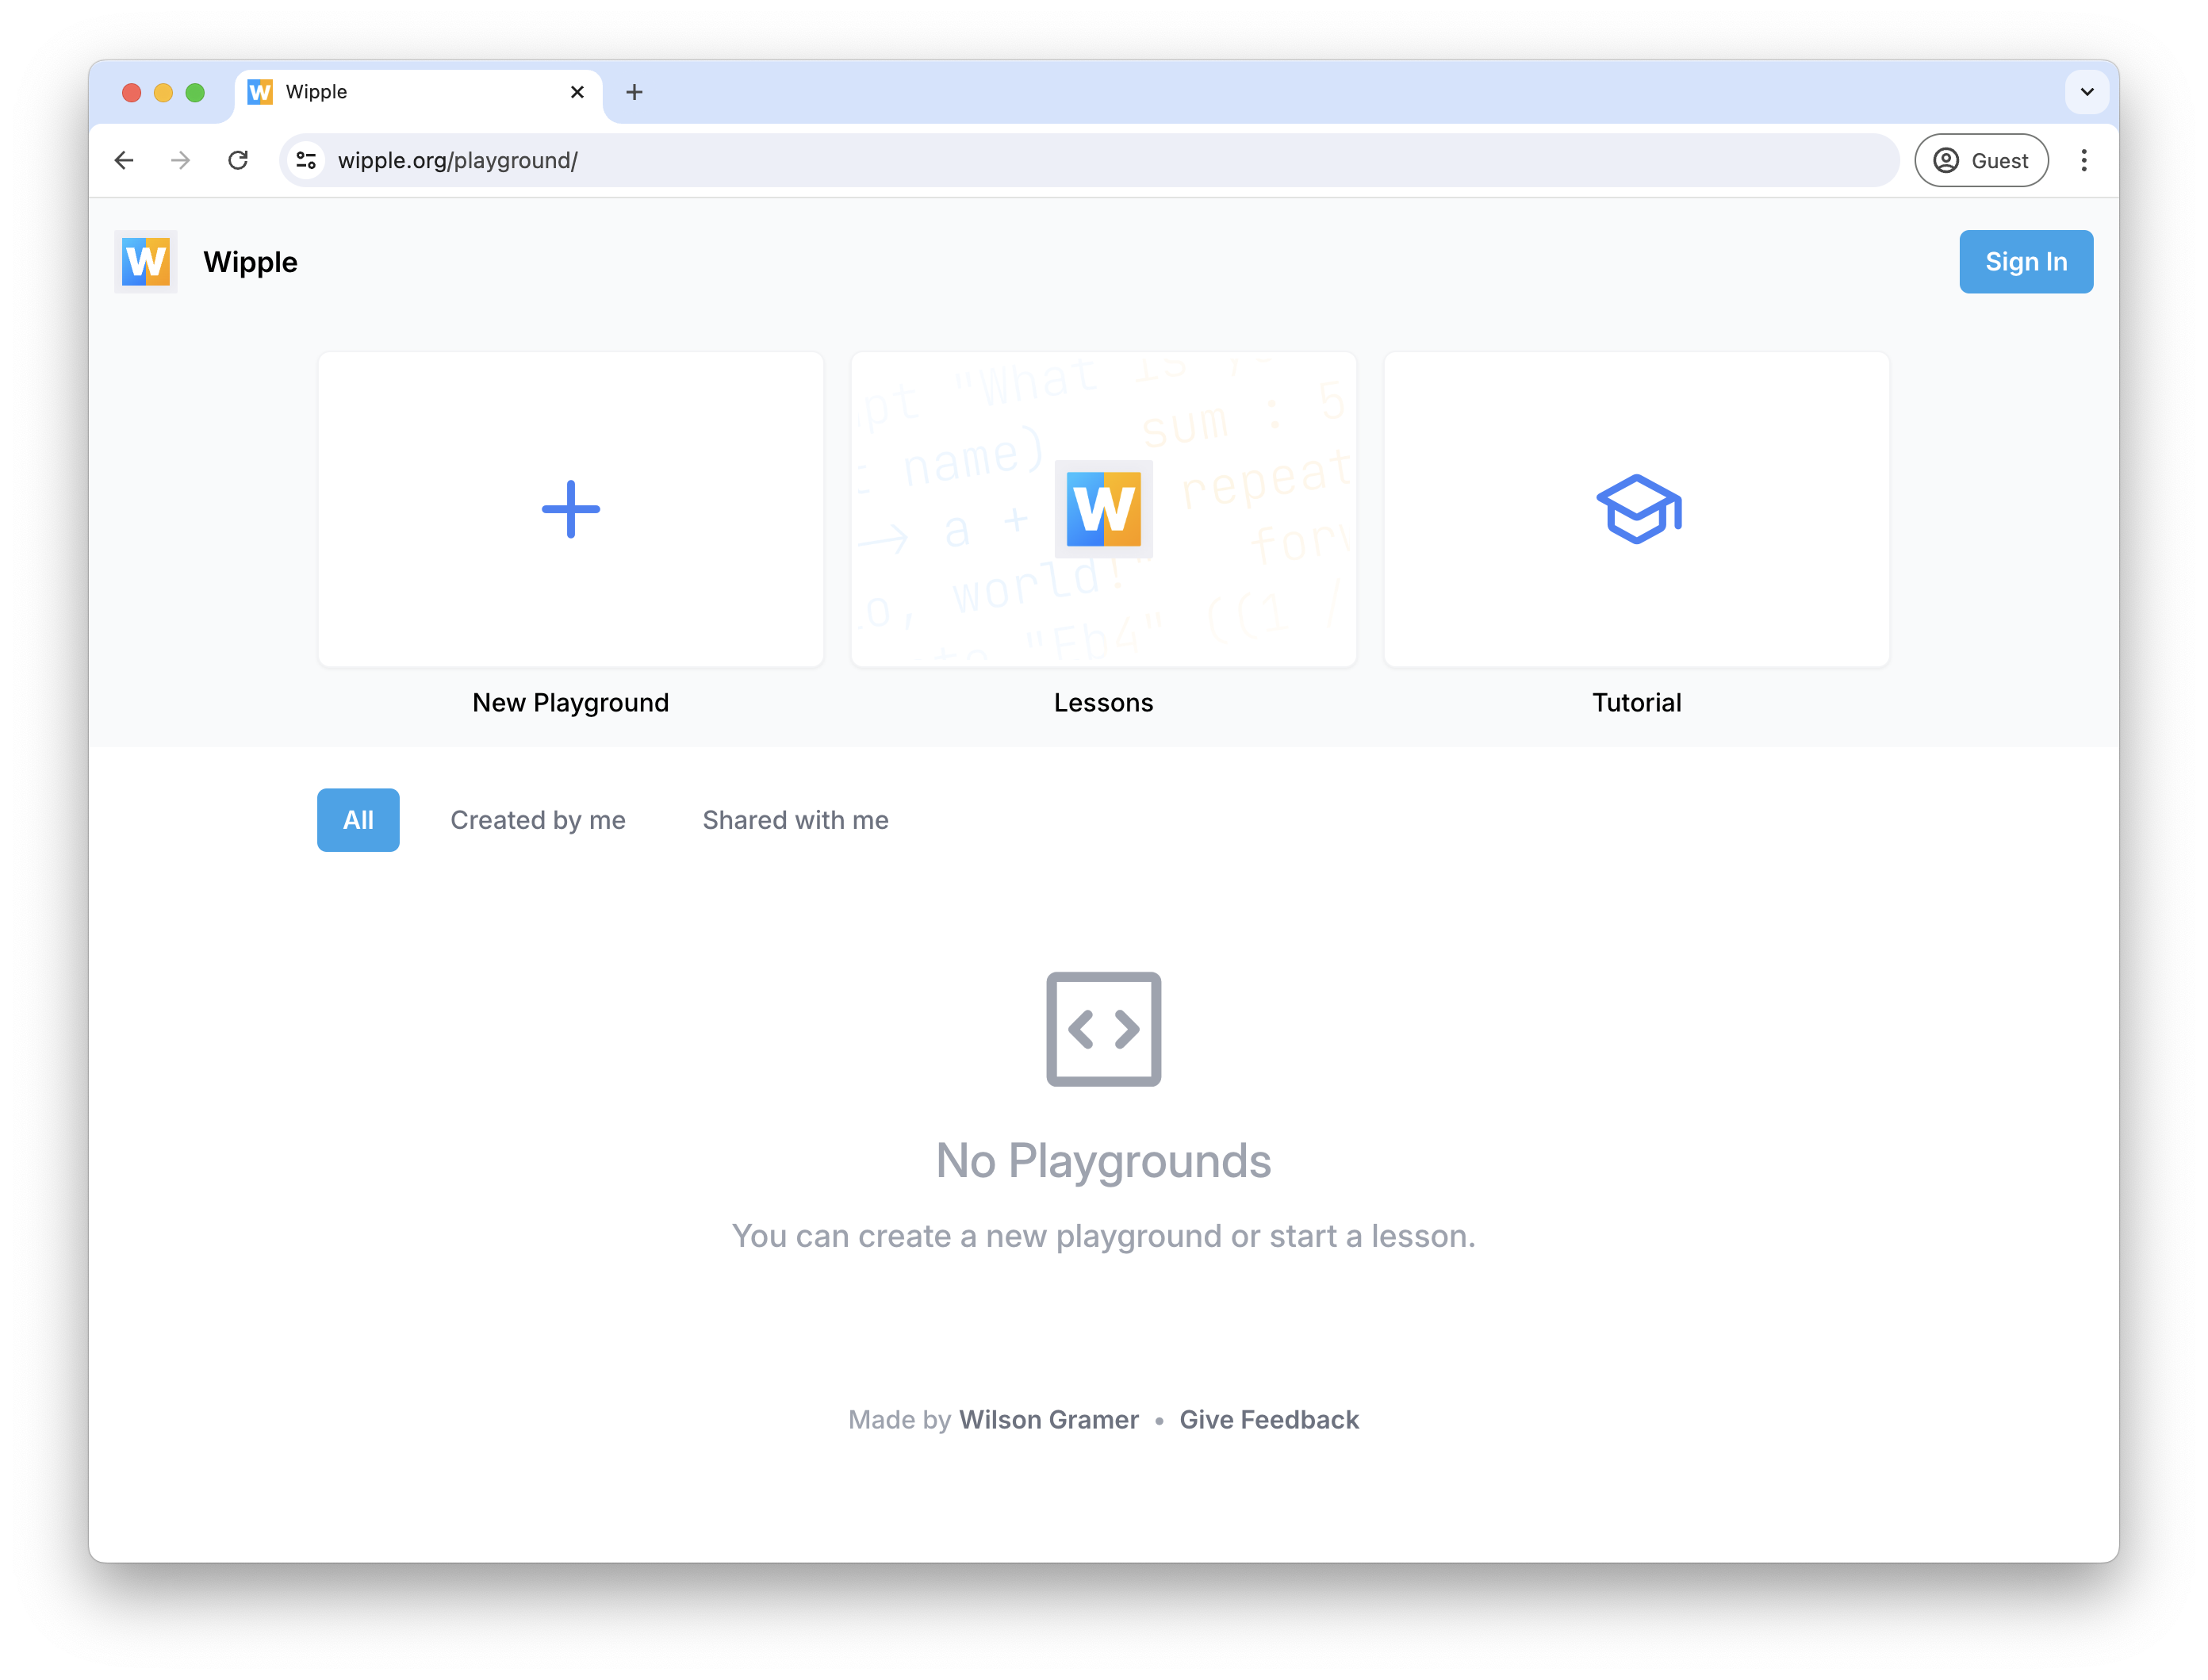 W Wipple
wipple.org/playground/
Guest
W Wipple
Sign In
pt "What is
sum : 5
name)
repeat
→ a +
W
o, world!"
"Eb4" ((1 /
New Playground
Lessons
Tutorial
All
Created by me
Shared with me
No Playgrounds
You can create a new playground or start a lesson.
Made by Wilson Gramer • Give Feedback